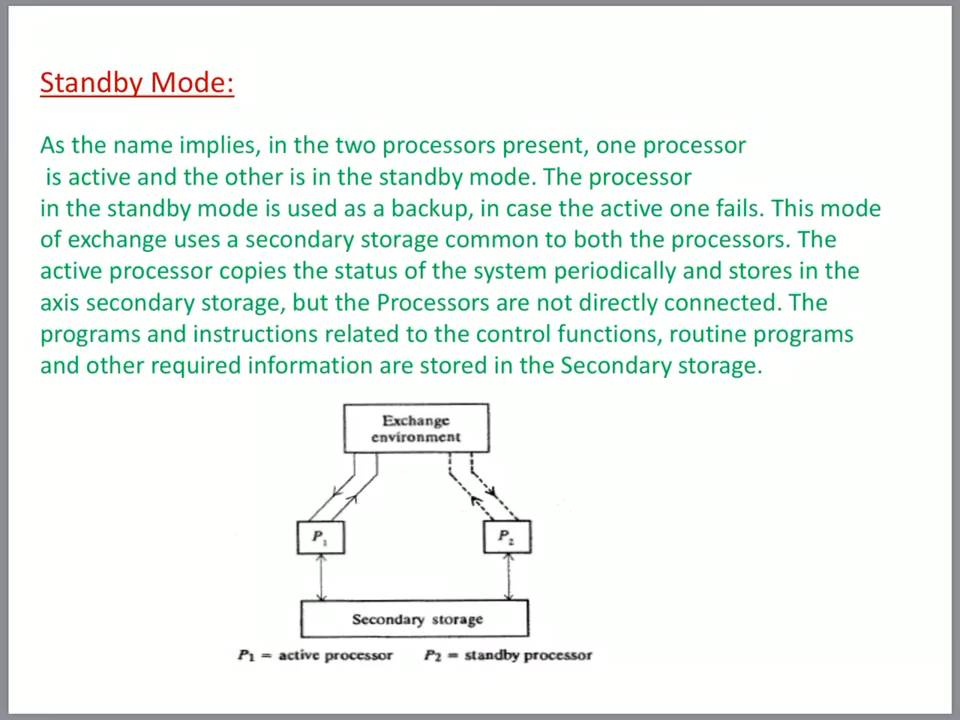 Standby Mode:
As the name implies, in the two processors present, one processor
is active and the other is in the standby mode. The processor
in the standby mode is used as a backup, in case the active one fails. This mode
of exchange uses a secondary storage common to both the processors. The
active processor copies the status of the system periodically and stores in the
axis secondary storage, but the Processors are not directly connected. The
programs and instructions related to the control functions, routine programs
and other required information are stored in the Secondary storage.
Exchange
environment
P₁
P₂
Secondary storage
P₁ = active processor P₂ = standby processor